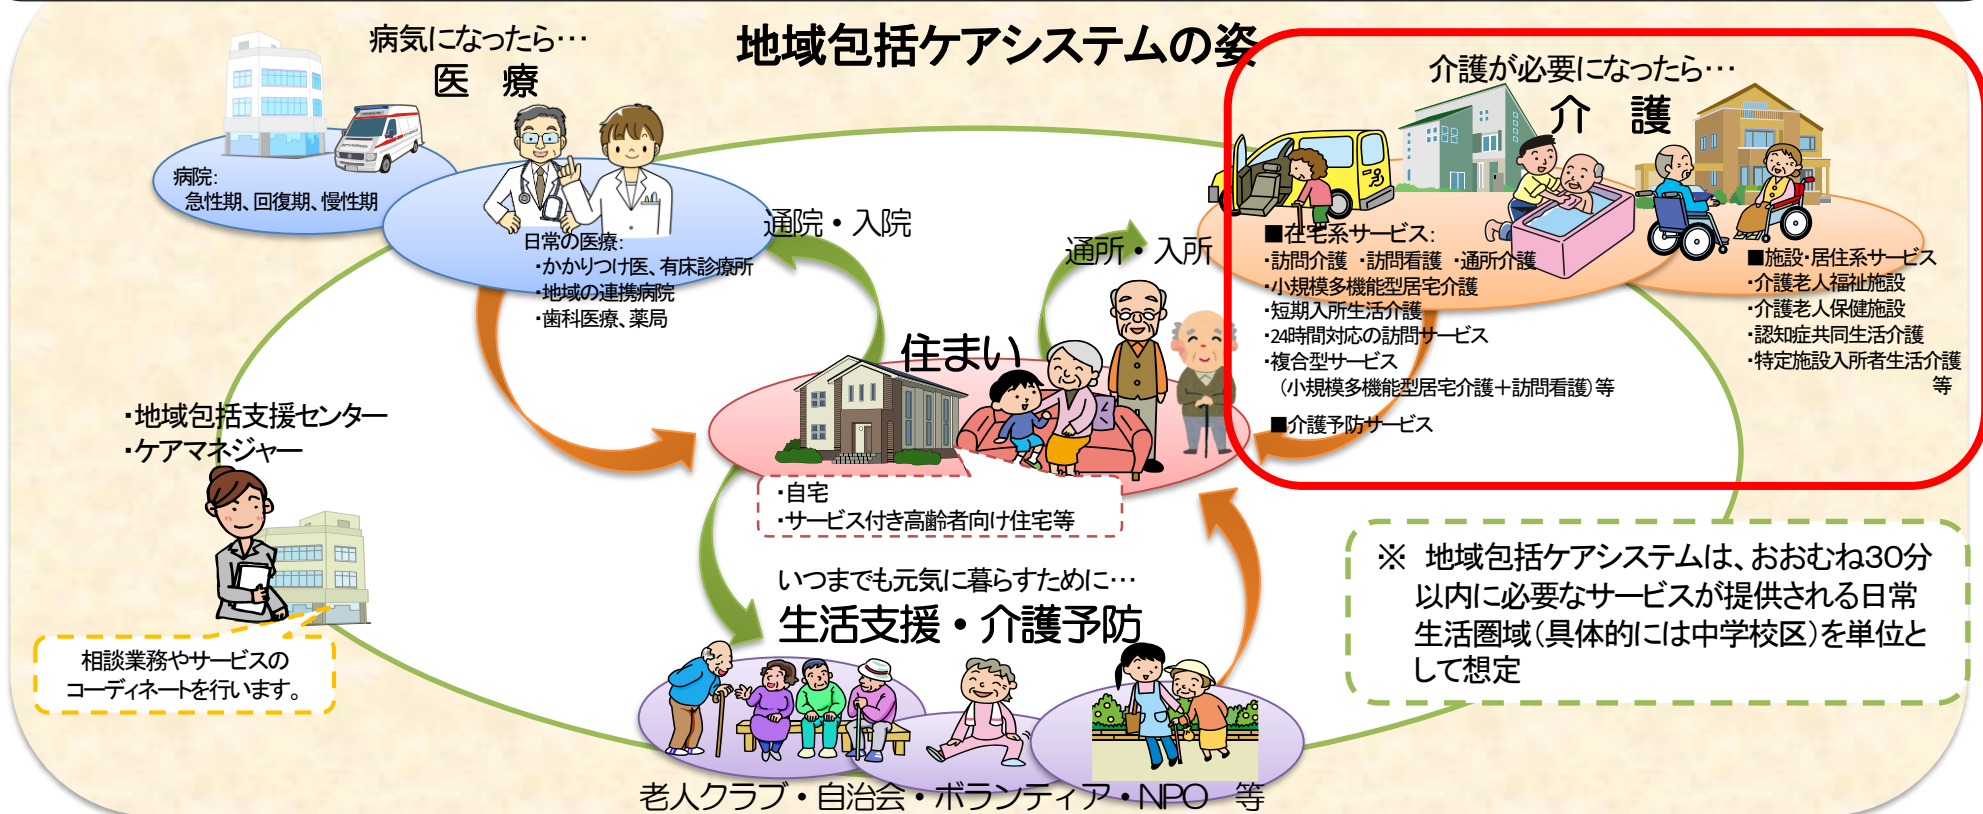 地域包括ケアシステムの姿
病気になったら…
医　療
病院:
急性期、回復期、慢性期
日常の医療:
・かかりつけ医、有床診療所
・地域の連携病院
・歯科医療、薬局
通院・入院
通所・入所
介護が必要になったら…
介　護
■在宅系サービス:
・訪問介護　・訪問看護　・通所介護
・小規模多機能型居宅介護
・短期入所生活介護
・24時間対応の訪問サービス
・複合型サービス
（小規模多機能型居宅介護＋訪問看護）等
■介護予防サービス
■施設・居住系サービス
・介護老人福祉施設
・介護老人保健施設
・認知症共同生活介護
・特定施設入所者生活介護
等
住まい
・自宅
・サービス付き高齢者向け住宅等
・地域包括支援センター
・ケアマネジャー
相談業務やサービスの
コーディネートを行います。
いつまでも元気に暮らすために…
生活支援・介護予防
老人クラブ・自治会・ボランティア・NPO　等
※　地域包括ケアシステムは、おおむね30分
以内に必要なサービスが提供される日常
生活圏域（具体的には中学校区）を単位と
して想定